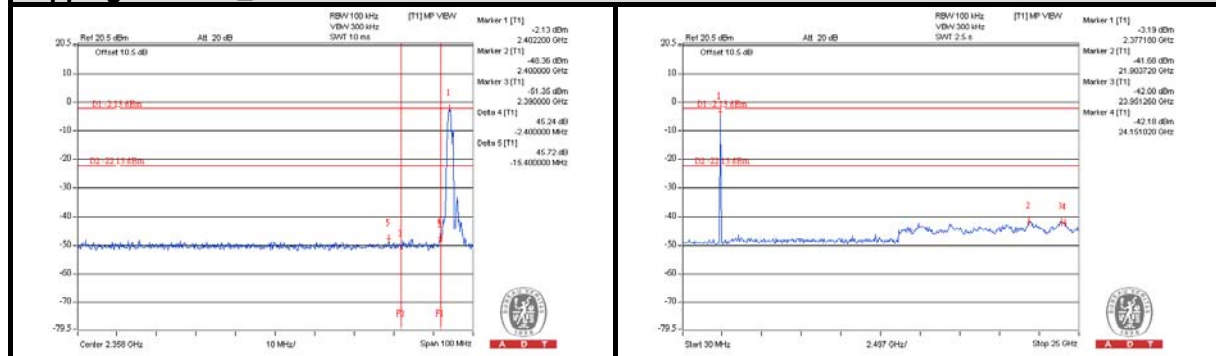 RBW 100 kHz
VBW 300 kHz
SWT 10 ms
[T1] MP VIEW
Ref 20.5 dBm
Att 20 dB
20.5
Offset 10.5 dB
10
0
-10
-20
-30
-40
-50
-60
-70
-79.5
D1 -2.13 dBm
D2 -22.13 dBm
1
5
3
F2
F1
Center 2.358 GHz
10 MHz/
Span 100 MHz
Marker 1 [T1]
-2.13 dBm
2.402200 GHz
Marker 2 [T1]
-48.36 dBm
2.400000 GHz
Marker 3 [T1]
-51.35 dBm
2.390000 GHz
Delta 4 [T1]
45.24 dB
-2.400000 MHz
Delta 5 [T1]
45.72 dB
-15.400000 MHz
A D T
RBW 100 kHz
VBW 300 kHz
SWT 2.5 s
[T1] MP VIEW
Ref 20.5 dBm
Att 20 dB
20.5
Offset 10.5 dB
10
0
-10
-20
-30
-40
-50
-60
-70
-79.5
D1 -2.13 dBm
D2 -22.13 dBm
1
2
34
Start 30 MHz
2.497 GHz/
Stop 25 GHz
Marker 1 [T1]
-3.19 dBm
2.377160 GHz
Marker 2 [T1]
-41.68 dBm
21.903720 GHz
Marker 3 [T1]
-42.00 dBm
23.951260 GHz
Marker 4 [T1]
-42.18 dBm
24.151020 GHz
A D T